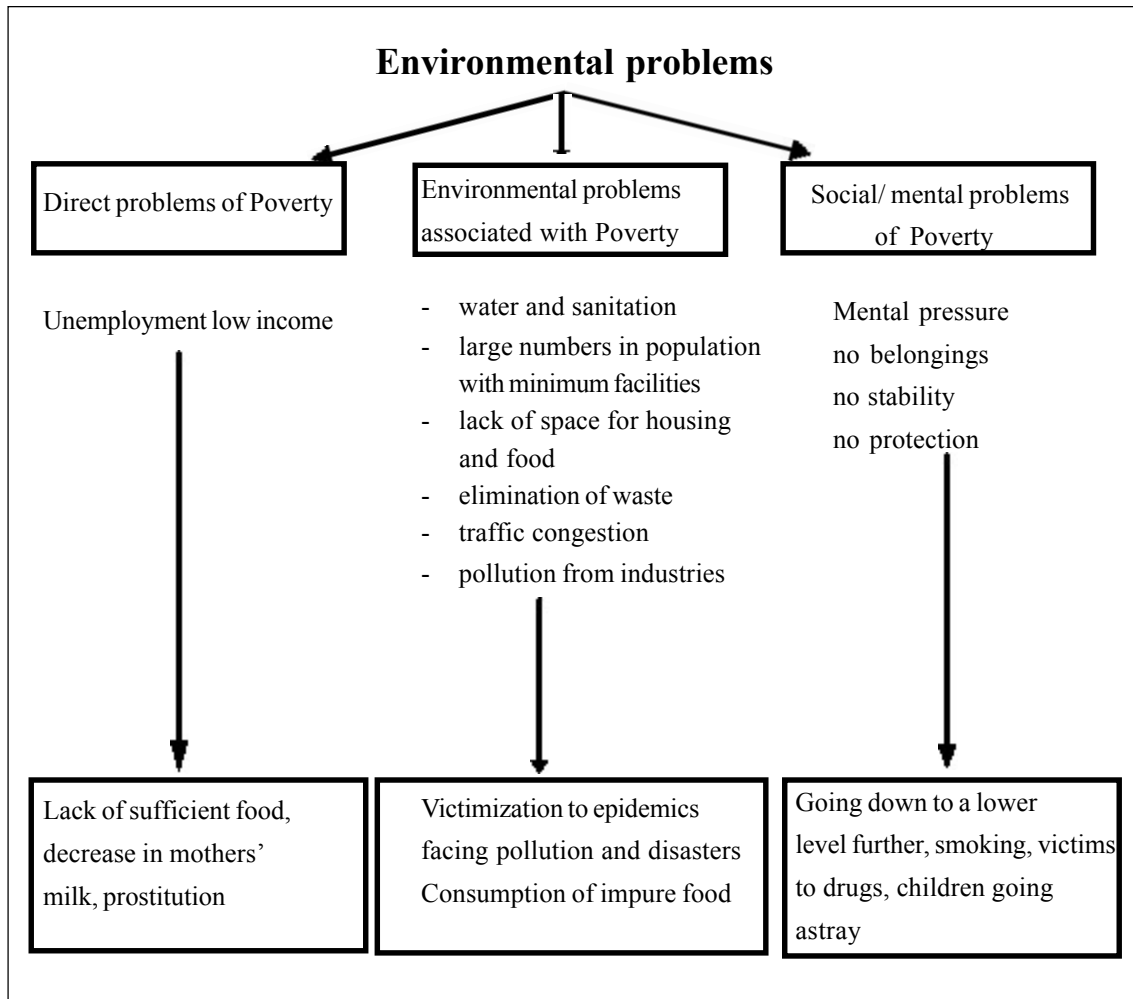 Environmental problems
Direct problems of Poverty
Environmental problems
associated with Poverty
Social/ mental problems
of Poverty
Unemployment low income
- water and sanitation
- large numbers in population
with minimum facilities
- lack of space for housing
and food
- elimination of waste
- traffic congestion
- pollution from industries
Mental pressure
no belongings
no stability
no protection
Lack of sufficient food,
decrease in mothers’
milk, prostitution
Victimization to epidemics
facing pollution and disasters
Consumption of impure food
Going down to a lower
level further, smoking, victims
to drugs, children going
astray